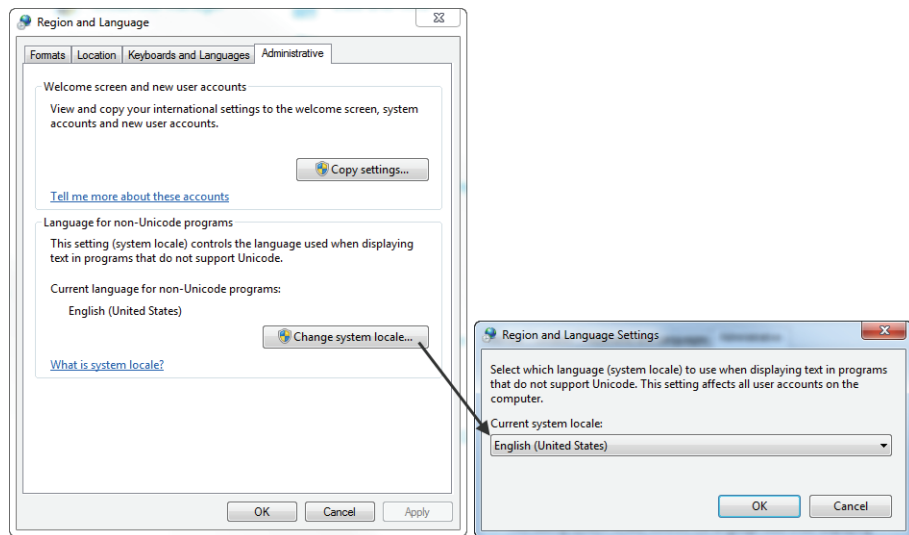 Region and Language
Formats Location Keyboards and Languages Administrative
Welcome screen and new user accounts
View and copy your international settings to the welcome screen, system
accounts and new user accounts.
Copy settings...
Tell me more about these accounts
Language for non-Unicode programs
This setting (system locale) controls the language used when displaying
text in programs that do not support Unicode.
Current language for non-Unicode programs:
English (United States)
Change system locale...
What is system locale?
OK Cancel Apply
Region and Language Settings
Select which language (system locale) to use when displaying text in programs
that do not support Unicode. This setting affects all user accounts on the
computer.
Current system locale:
English (United States)
OK Cancel